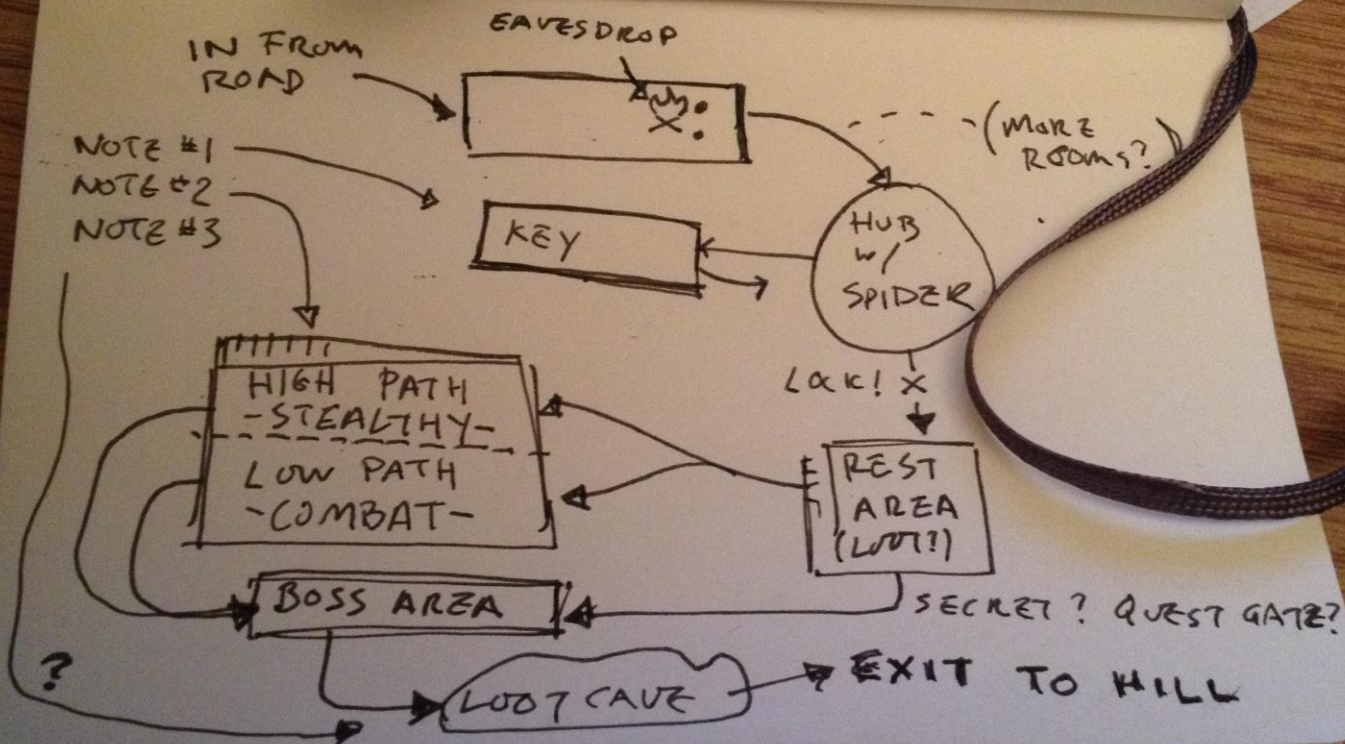 EAVESDROP
IN FROM
ROAD
(MORE
ROOMS?)
NOTE #1
NOTE #2
NOTE #3
KEY
HUB
w/
SPIDER
LOCK! X
HIGH PATH
-STEALTHY-
LOW PATH
-COMBAT-
REST
AREA
(LOOT?)
BOSS AREA
SECRET? QUEST GATE?
?
LOOT CAVE
EXIT TO HILL